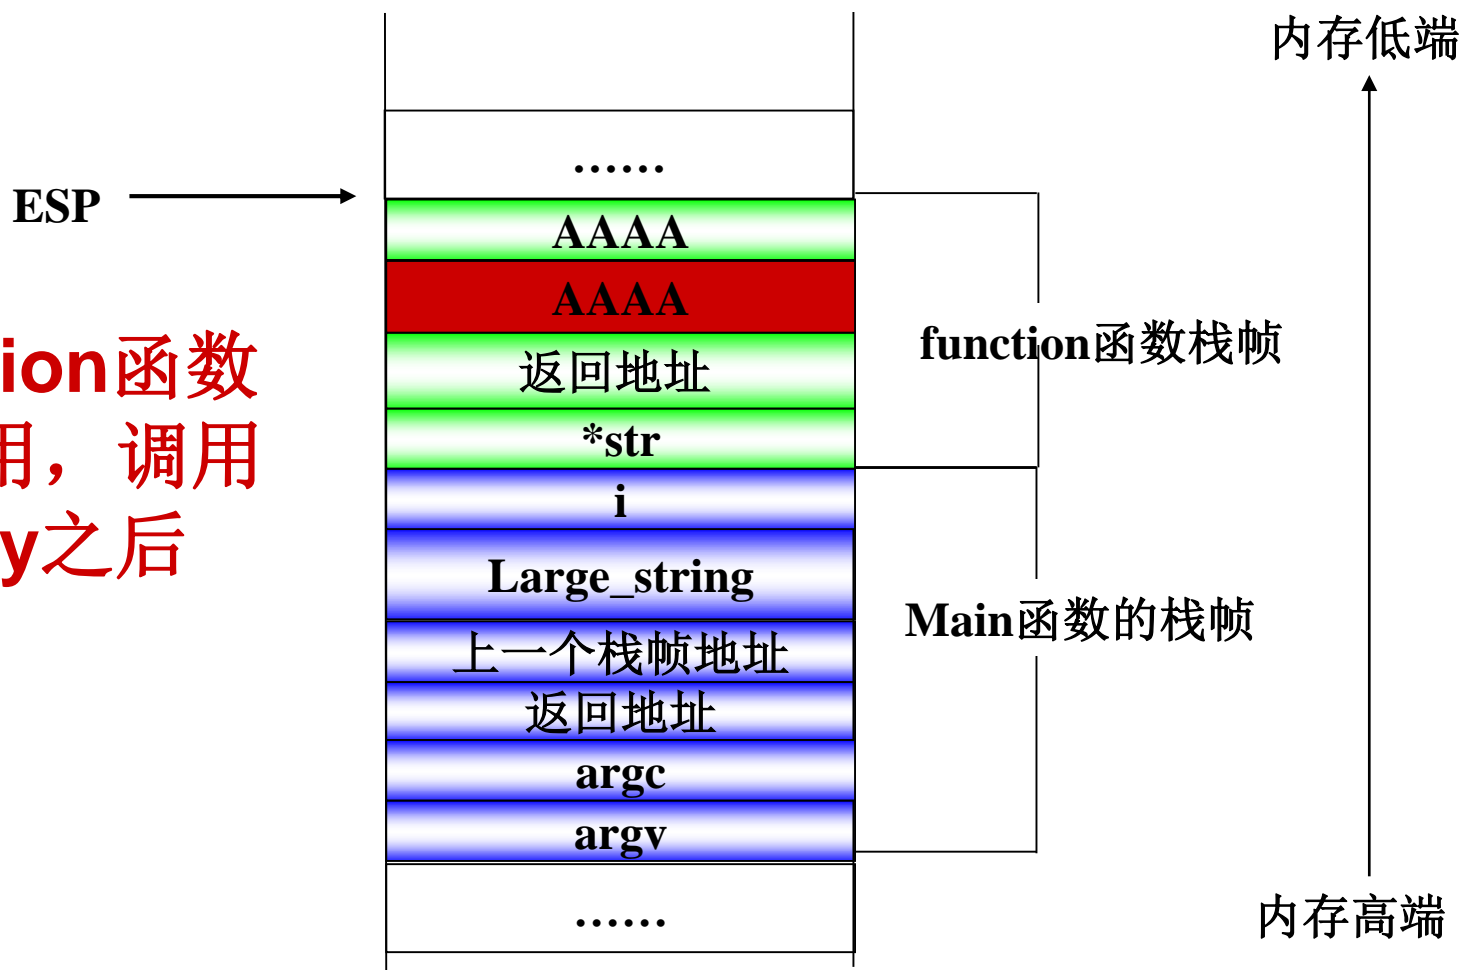 内存低端
……
ESP
AAAA
AAAA
ion函数
用，调用
y之后
返回地址
function函数栈帧
*str
i
Large_string
Main函数的栈帧
上一个栈帧地址
返回地址
argc
argv
……
内存高端